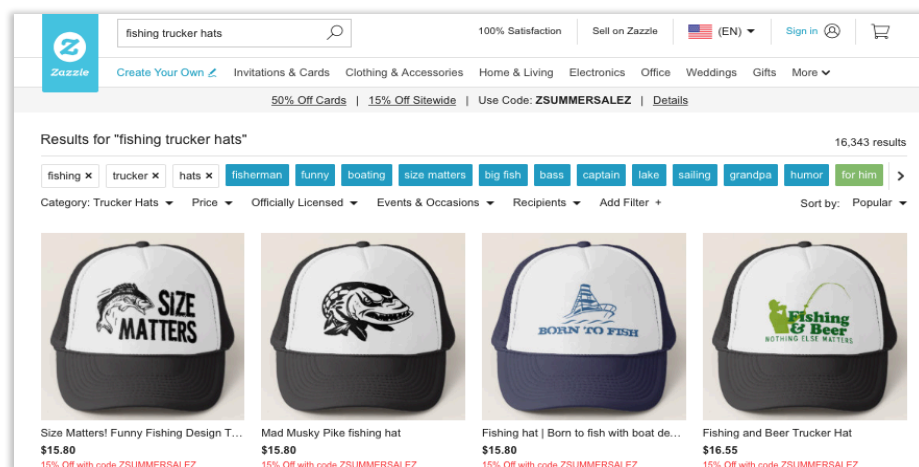 fishing trucker hats
100% Satisfaction
Sell on Zazzle
(EN)
Sign in
Z
Zazzle
Create Your Own
Invitations & Cards
Clothing & Accessories
Home & Living
Electronics
Office
Weddings
Gifts
More
50% Off Cards | 15% Off Sitewide | Use Code: ZSUMMERSALEZ | Details
Results for "fishing trucker hats"
16,343 results
fishing ×
trucker ×
hats ×
fisherman
funny
boating
size matters
big fish
bass
captain
lake
sailing
grandpa
humor
for him
Category: Trucker Hats
Price
Officially Licensed
Events & Occasions
Recipients
Add Filter +
Sort by: Popular
SiZE
MATTERS
BORN TO FISH
Fishing
& Beer
NOTHING ELSE MATTERS
Size Matters! Funny Fishing Design T...
$15.80
15% Off with code ZSUMMERSALEZ
Mad Musky Pike fishing hat
$15.80
15% Off with code ZSUMMERSALEZ
Fishing hat | Born to fish with boat de...
$15.80
15% Off with code ZSUMMERSALEZ
Fishing and Beer Trucker Hat
$16.55
15% Off with code ZSUMMERSALEZ